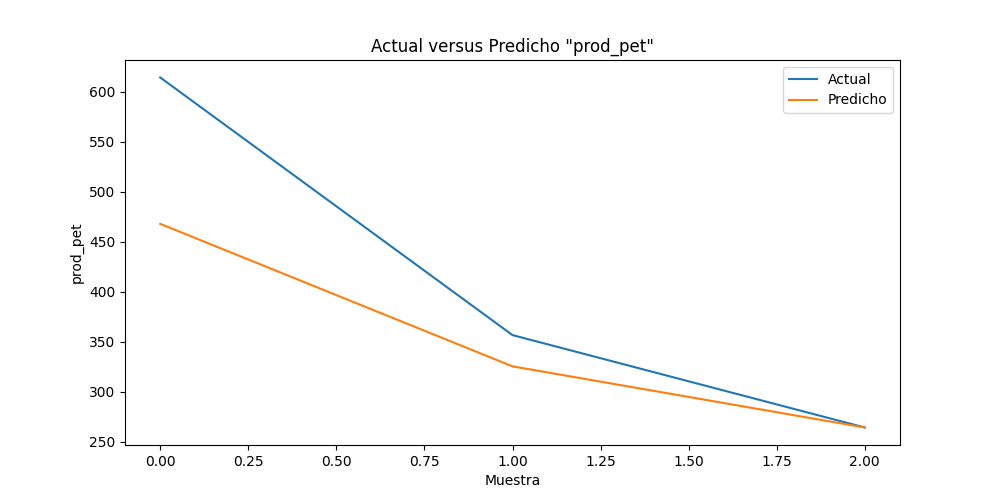 Actual versus Predicho "prod_pet"
Actual
Predicho
600
550
500
450
400
350
300
250
prod_pet
0.00 0.25 0.50 0.75 1.00 1.25 1.50 1.75 2.00
Muestra